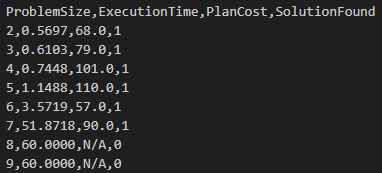 ProblemSize,ExecutionTime,PlanCost,SolutionFound
2,0.5697,68.0,1
3,0.6103,79.0,1
4,0.7448,101.0,1
5,1.1488,110.0,1
6,3.5719,57.0,1
7,51.8718,90.0,1
8,60.0000,N/A,0
9,60.0000,N/A,0